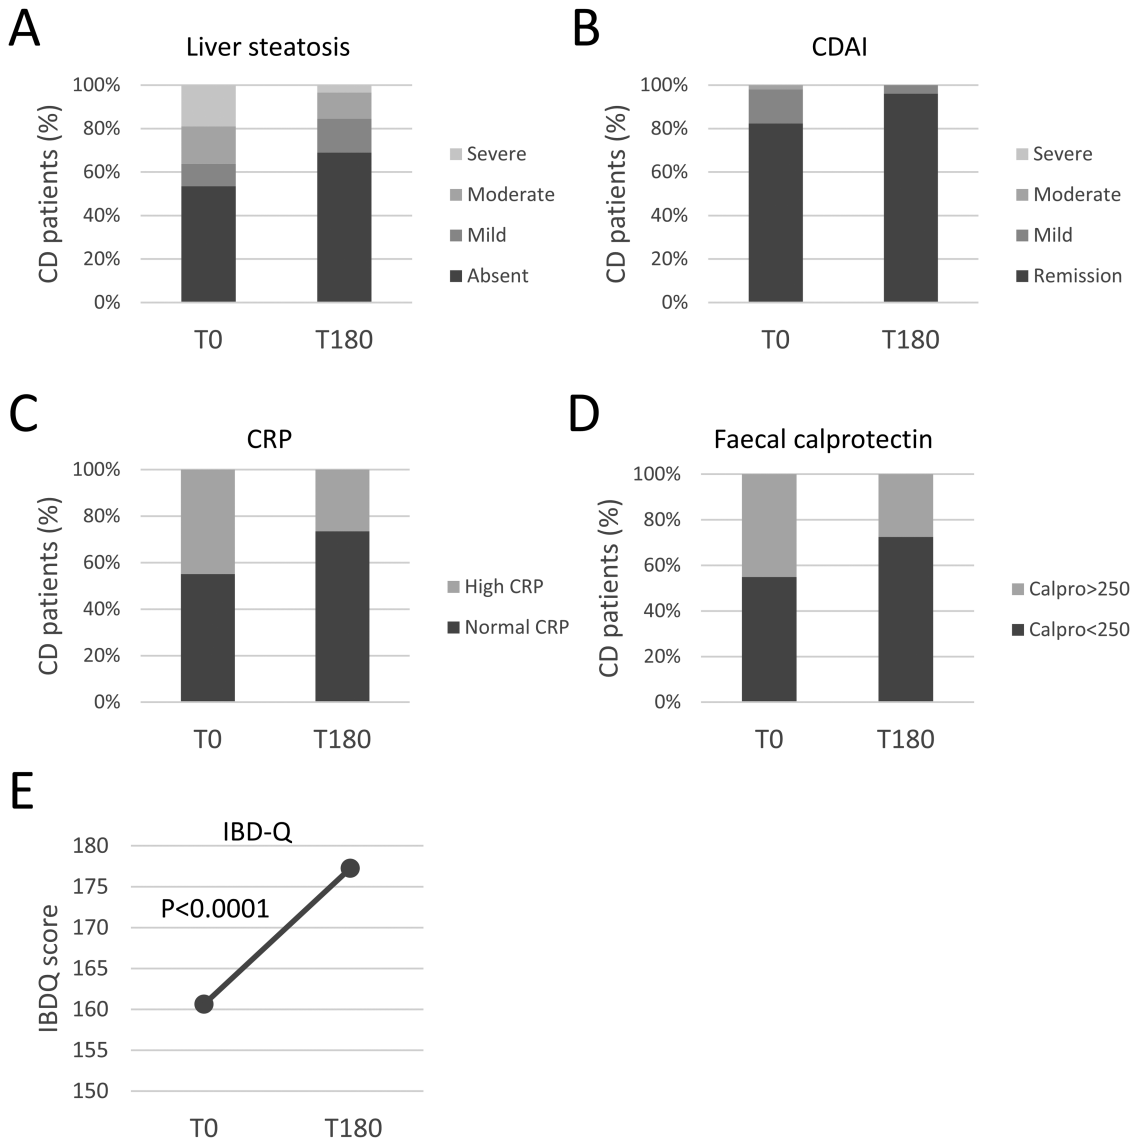 A
Liver steatosis
CD patients (%)
100%
80%
60%
40%
20%
0%
T0
T180
Severe
Moderate
Mild
Absent
B
CDAI
CD patients (%)
100%
80%
60%
40%
20%
0%
T0
T180
Severe
Moderate
Mild
Remission
C
CRP
CD patients (%)
100%
80%
60%
40%
20%
0%
T0
T180
High CRP
Normal CRP
D
Faecal calprotectin
CD patients (%)
100%
80%
60%
40%
20%
0%
T0
T180
Calpro>250
Calpro<250
E
IBD-Q
IBDQ score
180
175
170
165
160
155
150
P<0.0001
T0
T180